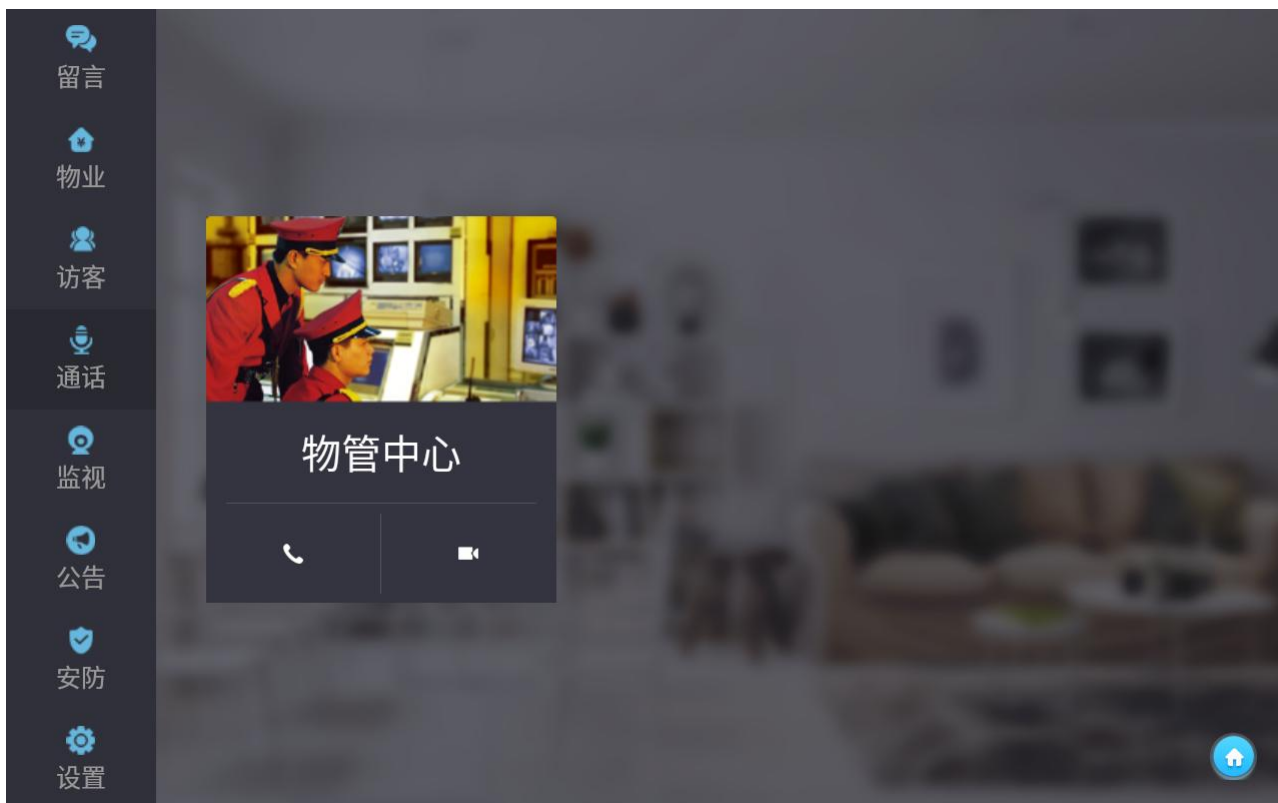 留言
物业
访客
通话
监视
公告
安防
设置
物管中心